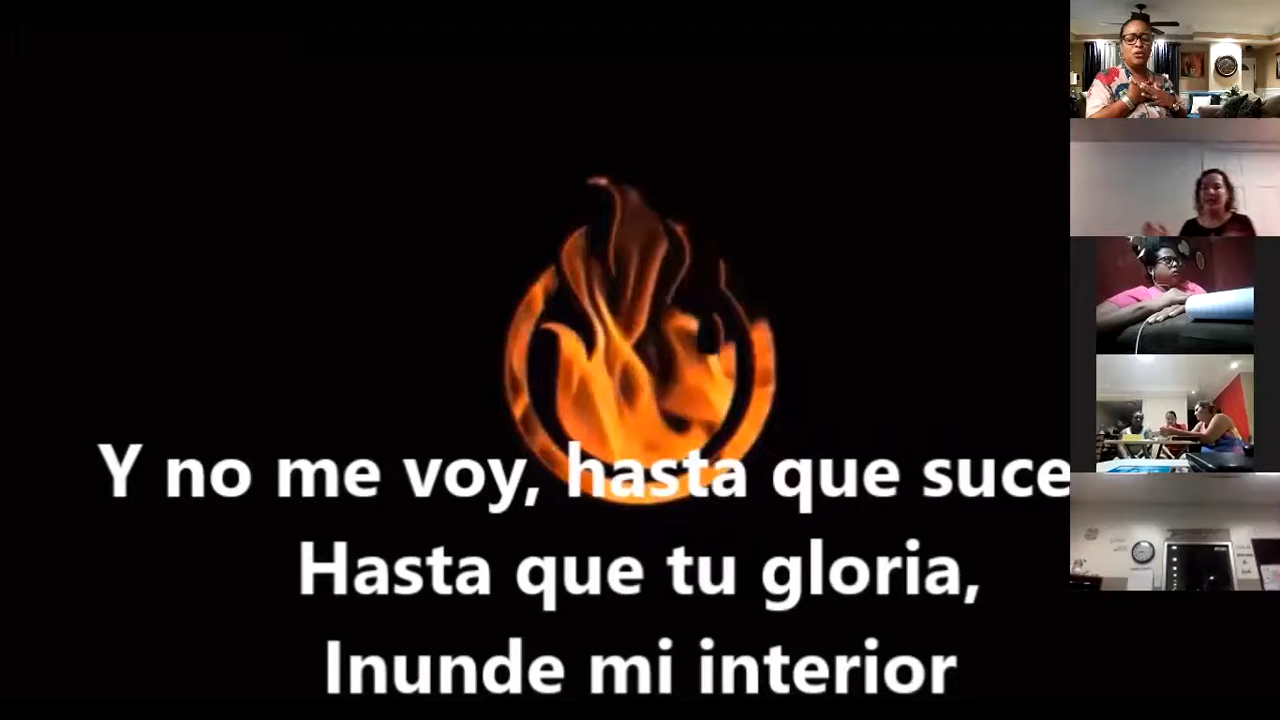 Y no me voy, hasta que suce
Hasta que tu gloria,
Inunde mi interior